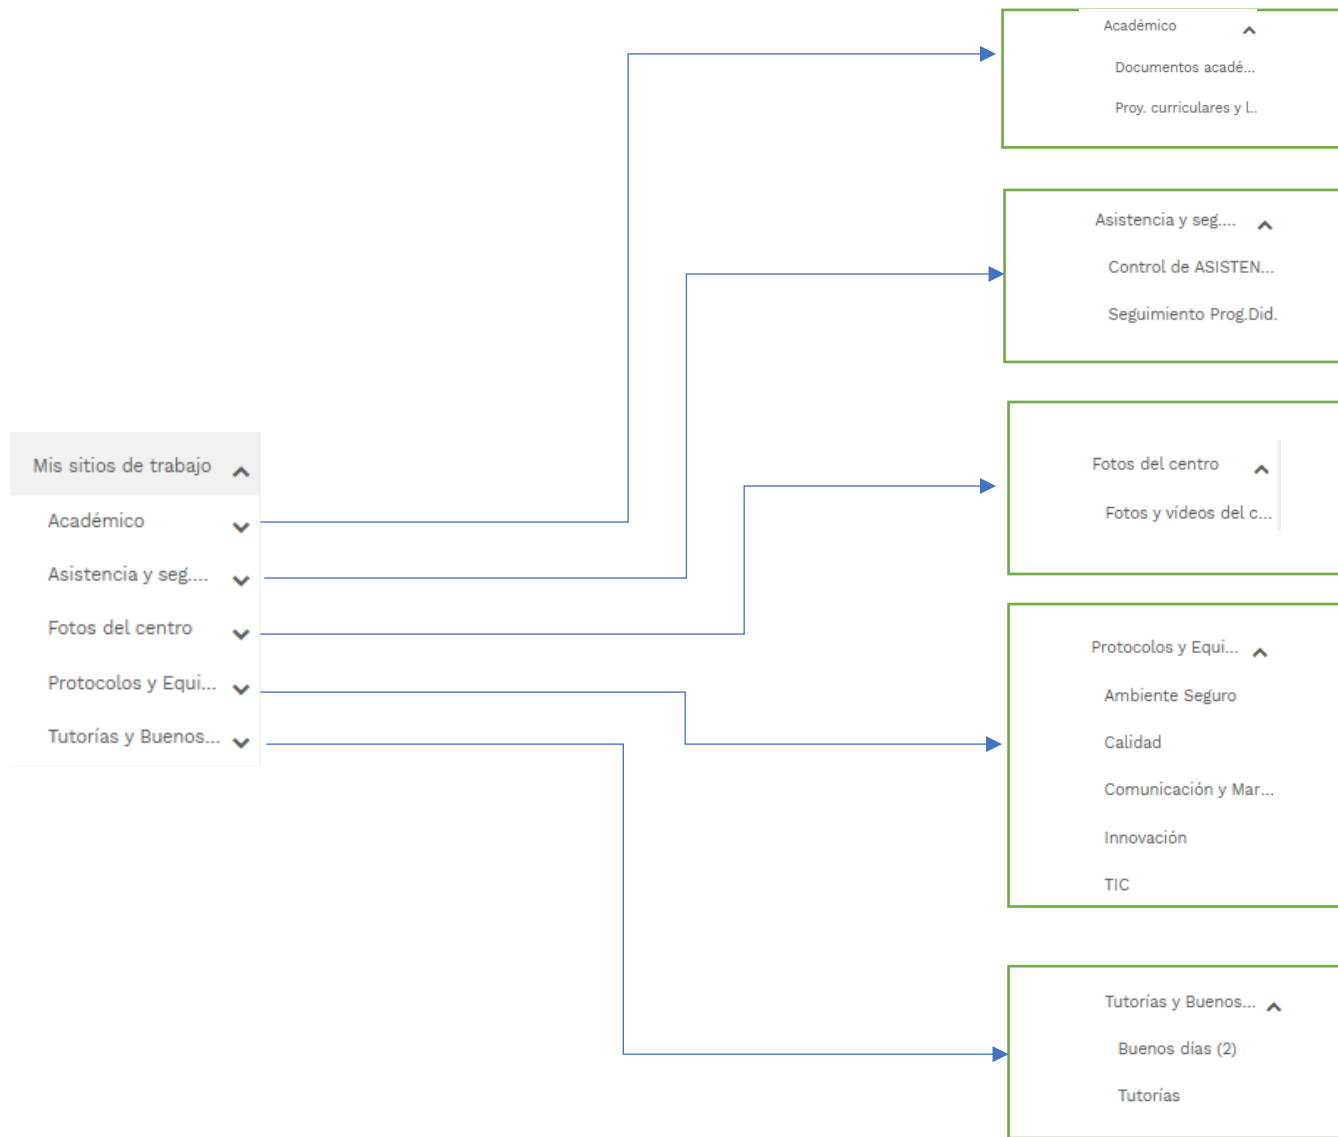 Mis sitios de trabajo
Académico
Asistencia y seg....
Fotos del centro
Protocolos y Equi...
Tutorías y Buenos...
Académico
Documentos acadé...
Proy. curriculares y l..
Asistencia y seg....
Control de ASISTEN...
Seguimiento Prog.Did.
Fotos del centro
Fotos y vídeos del c...
Protocolos y Equi...
Ambiente Seguro
Calidad
Comunicación y Mar...
Innovación
TIC
Tutorías y Buenos...
Buenos días (2)
Tutorías